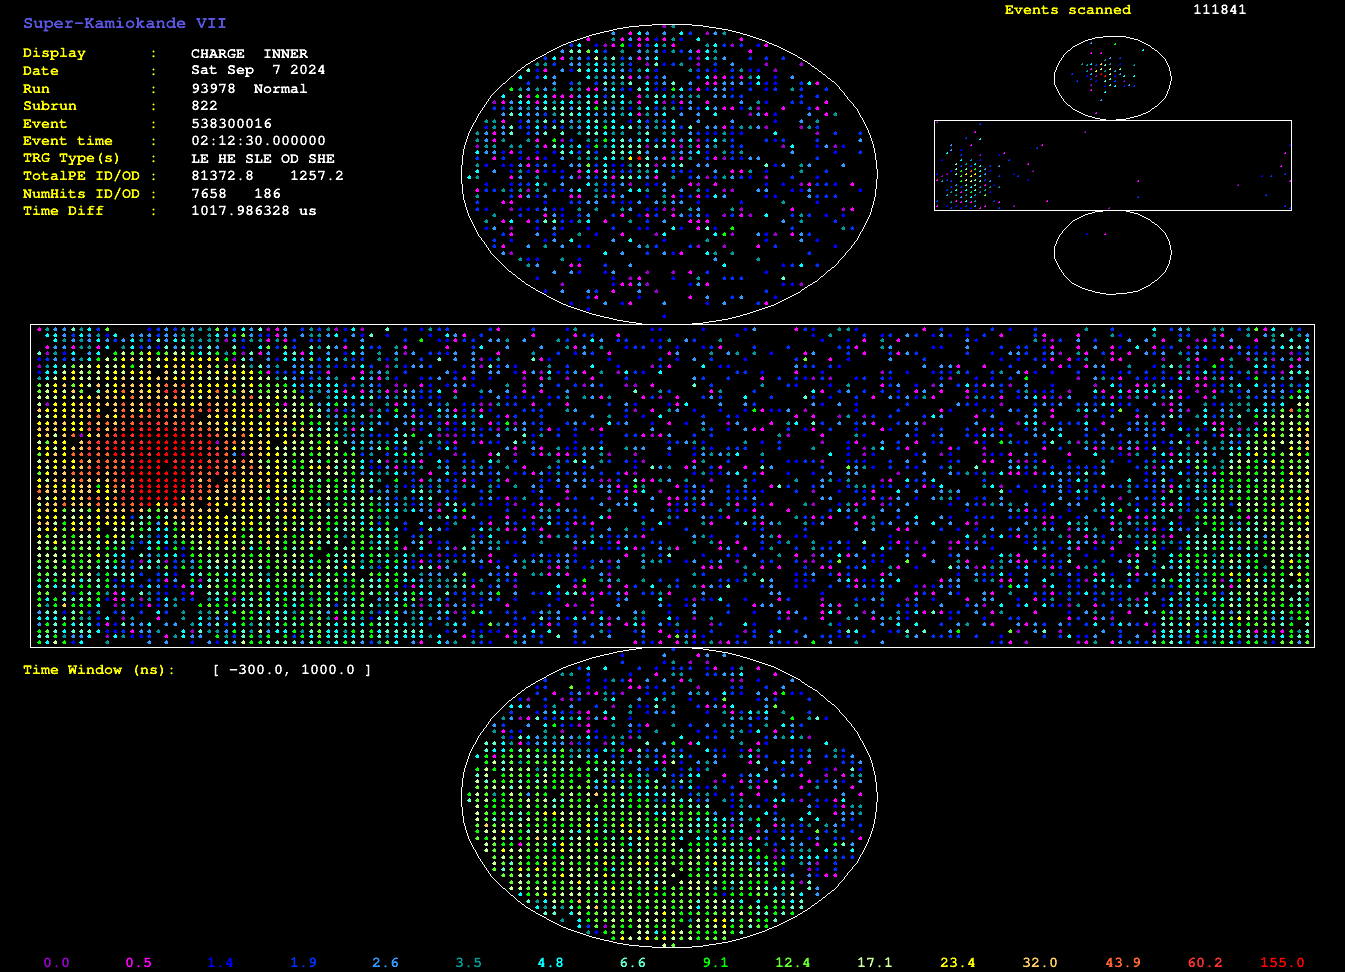 Super-Kamiokande VII
Events scanned 111841
Display : CHARGE INNER
Date : Sat Sep 7 2024
Run : 93978 Normal
Subrun : 822
Event : 538300016
Event time : 02:12:30.000000
TRG Type(s) : LE HE SLE OD SHE
TotalPE ID/OD : 81372.8 1257.2
NumHits ID/OD : 7658 186
Time Diff : 1017.986328 us
Time Window (ns): [ -300.0, 1000.0 ]
0.0 0.5 1.4 1.9 2.6 3.5 4.8 6.6 9.1 12.4 17.1 23.4 32.0 43.9 60.2 155.0